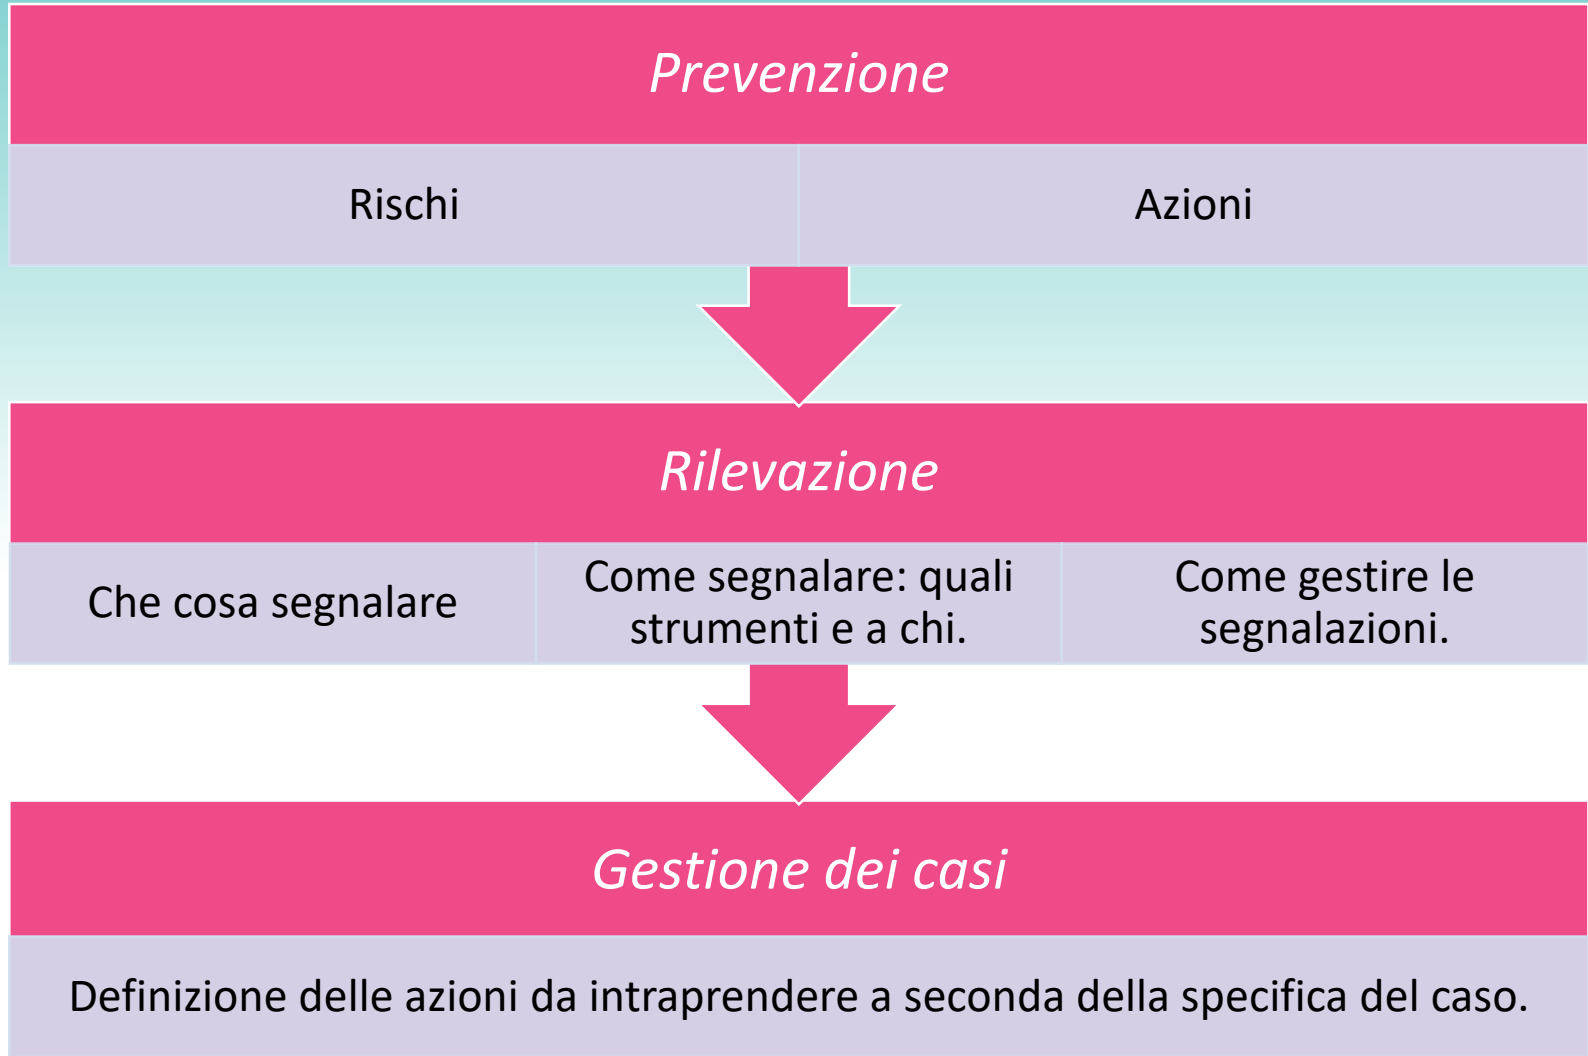 Prevenzione
Rischi
Azioni
Rilevazione
Che cosa segnalare
Come segnalare: quali
strumenti e a chi.
Come gestire le
segnalazioni.
Gestione dei casi
Definizione delle azioni da intraprendere a seconda della specifica del caso.